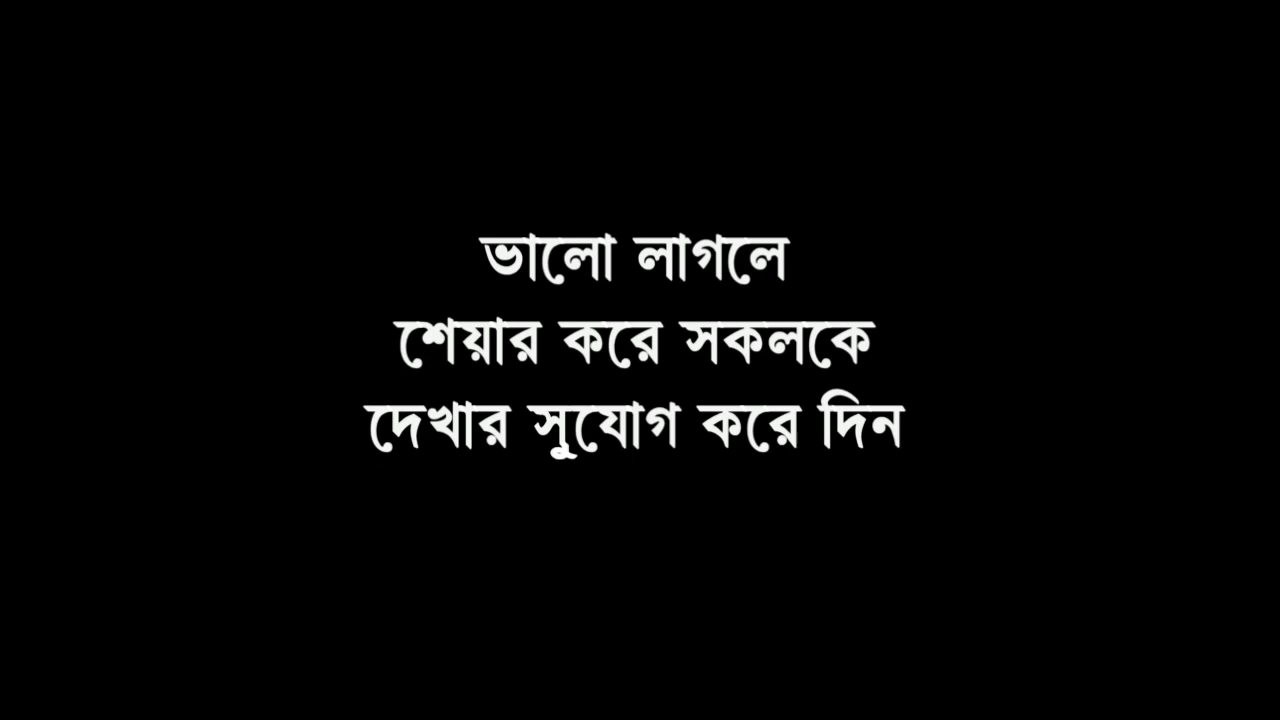 ভালো লাগলে
শেয়ার করে সকলকে
দেখার সুযোগ করে দিন